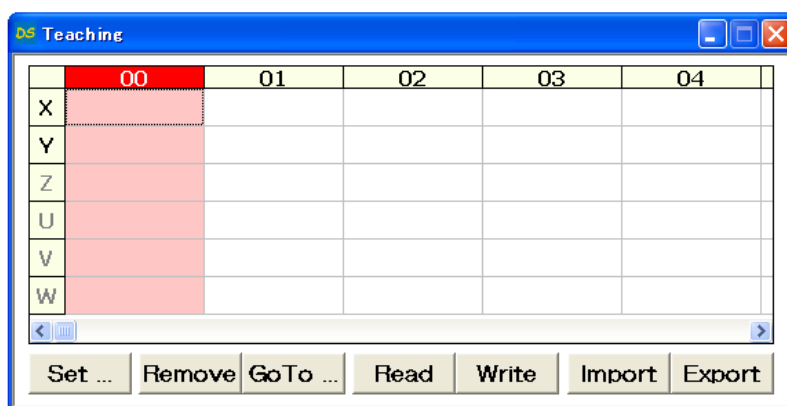 DS Teaching
00 01 02 03 04
X
Y
Z
U
V
W
Set ... Remove GoTo ... Read Write Import Export